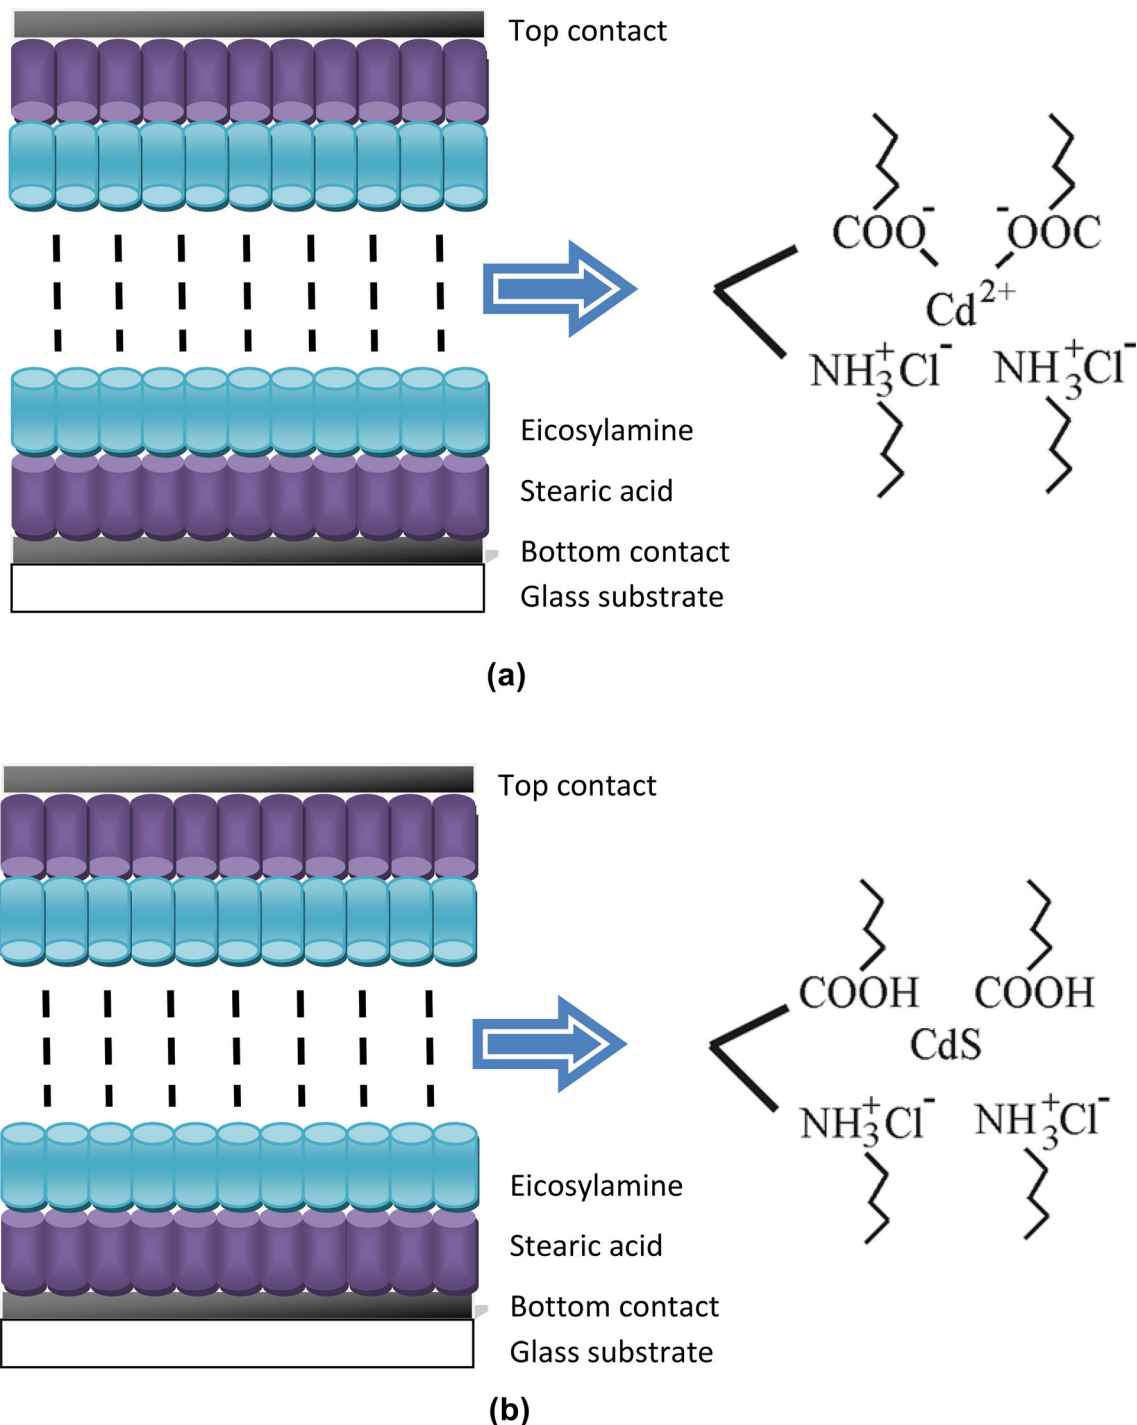 Top contact
COO⁻ ⁻OOC
Cd²⁺
NH₃⁺Cl⁻ NH₃⁺Cl⁻
Eicosylamine
Stearic acid
Bottom contact
Glass substrate
(a)
Top contact
COOH COOH
CdS
NH₃⁺Cl⁻ NH₃⁺Cl⁻
Eicosylamine
Stearic acid
Bottom contact
Glass substrate
(b)